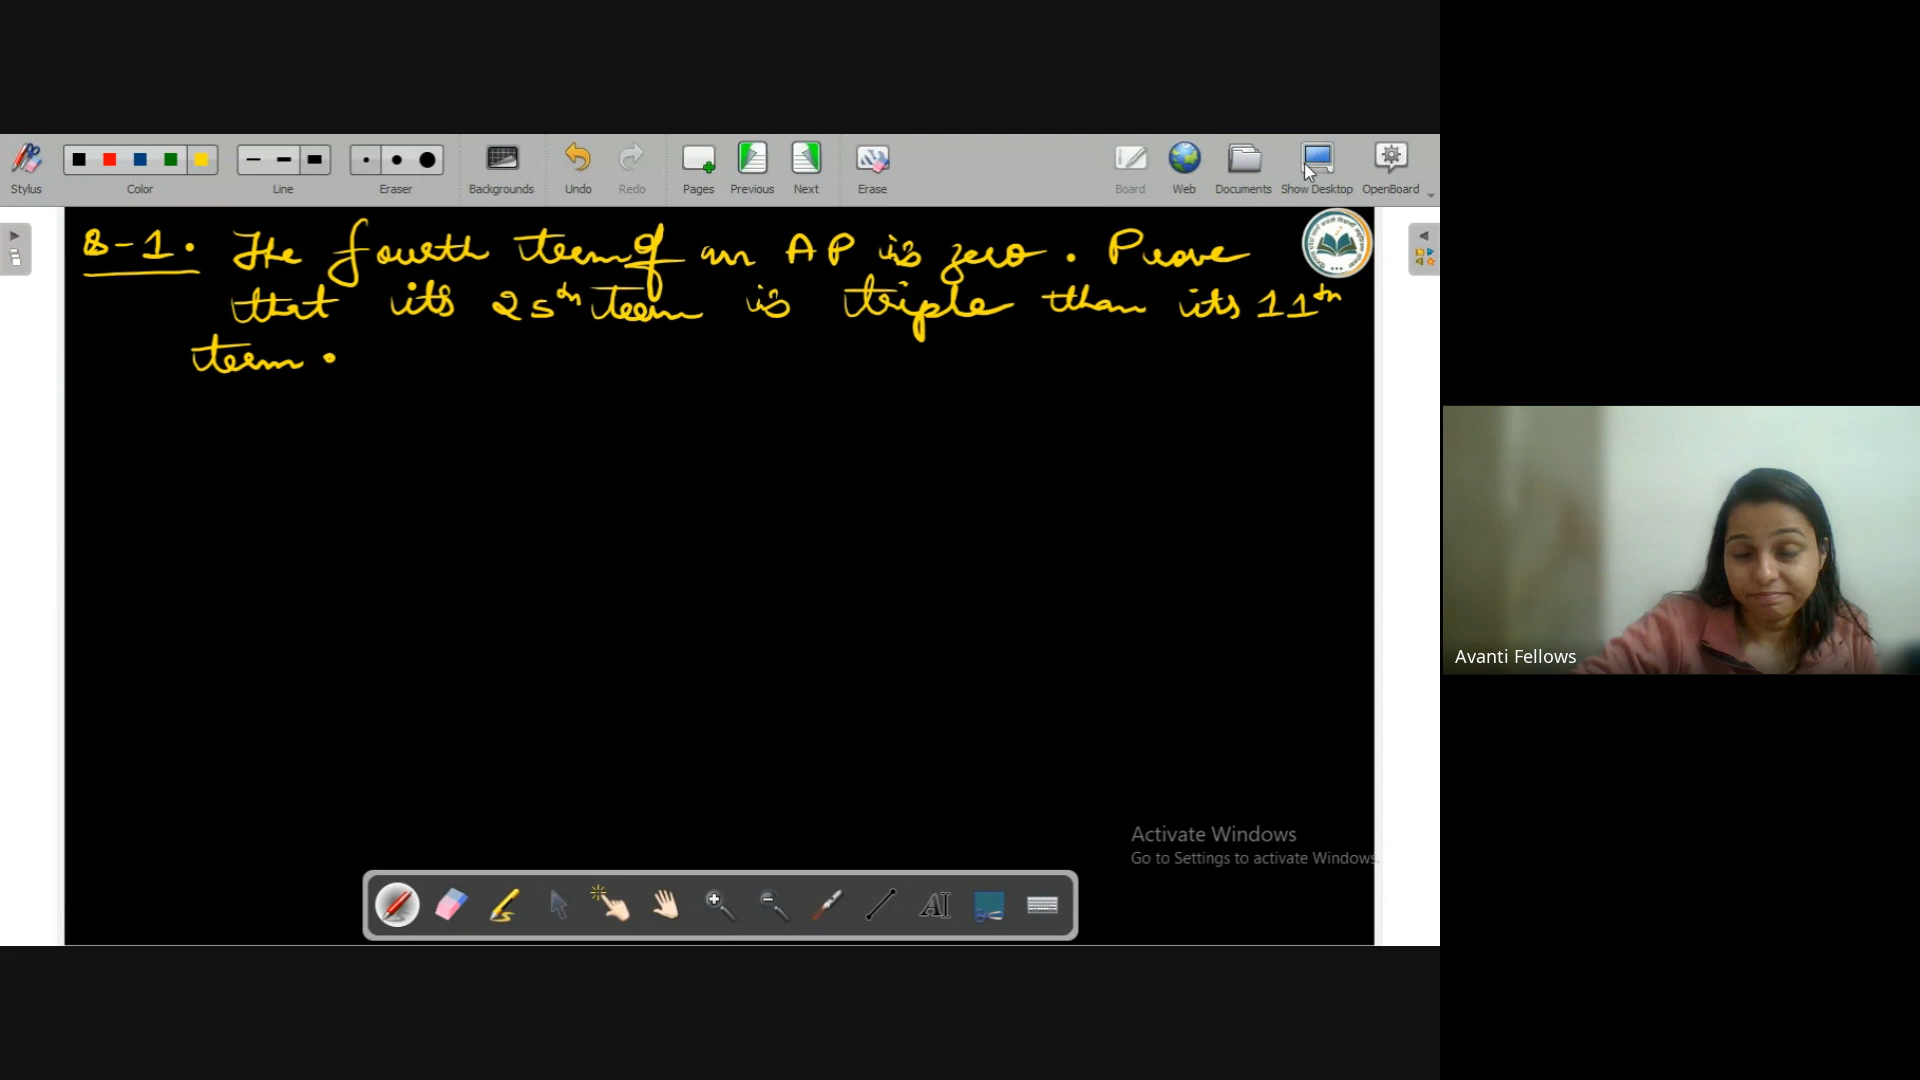 Stylus Color Line Eraser Backgrounds Undo Redo Pages Previous Next Erase Board Web Documents Show Desktop OpenBoard
Q-1. The fourth term of an AP is zero. Prove
that its 25th term is triple than its 11th
term.
Avanti Fellows
Activate Windows
Go to Settings to activate Windows.